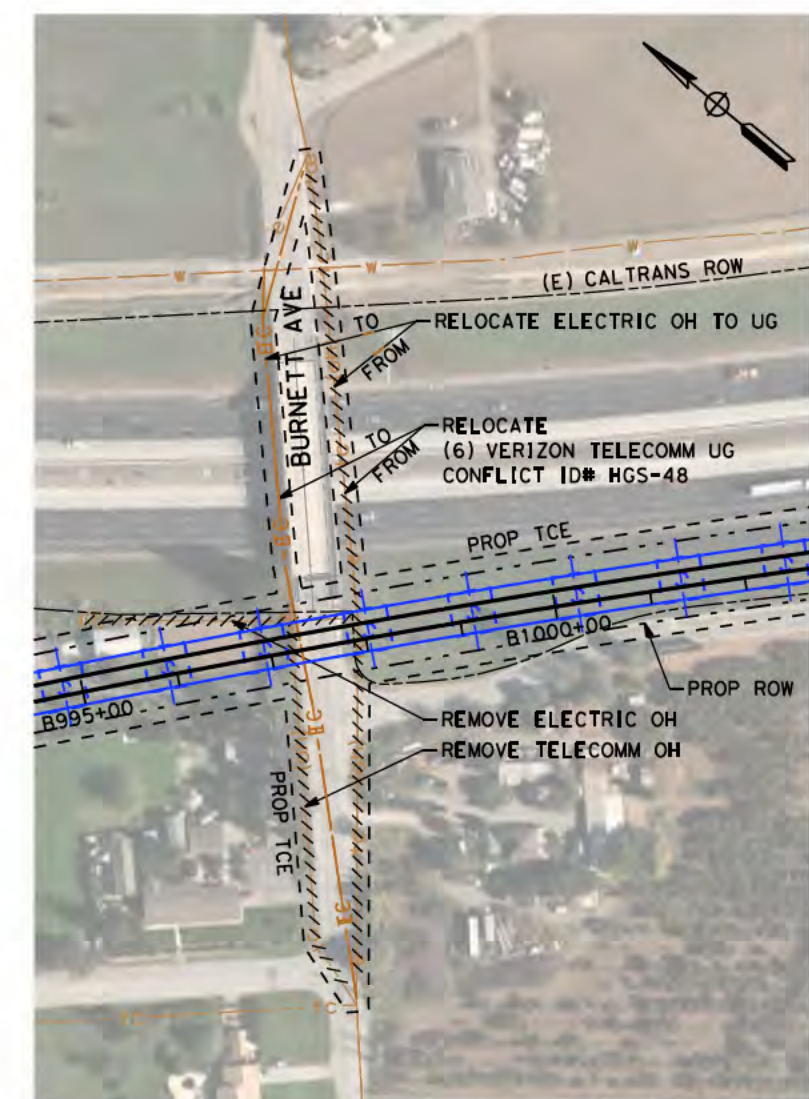 W
W
W
(E) CALTRANS ROW
BURNETT AVE
TO
FROM
RELOCATE ELECTRIC OH TO UG
TO
FROM
RELOCATE
(6) VERIZON TELECOMM UG
CONFLICT ID# HGS-48
PROP TCE
B1000+00
B995+00
PROP ROW
REMOVE ELECTRIC OH
REMOVE TELECOMM OH
PROP TCE